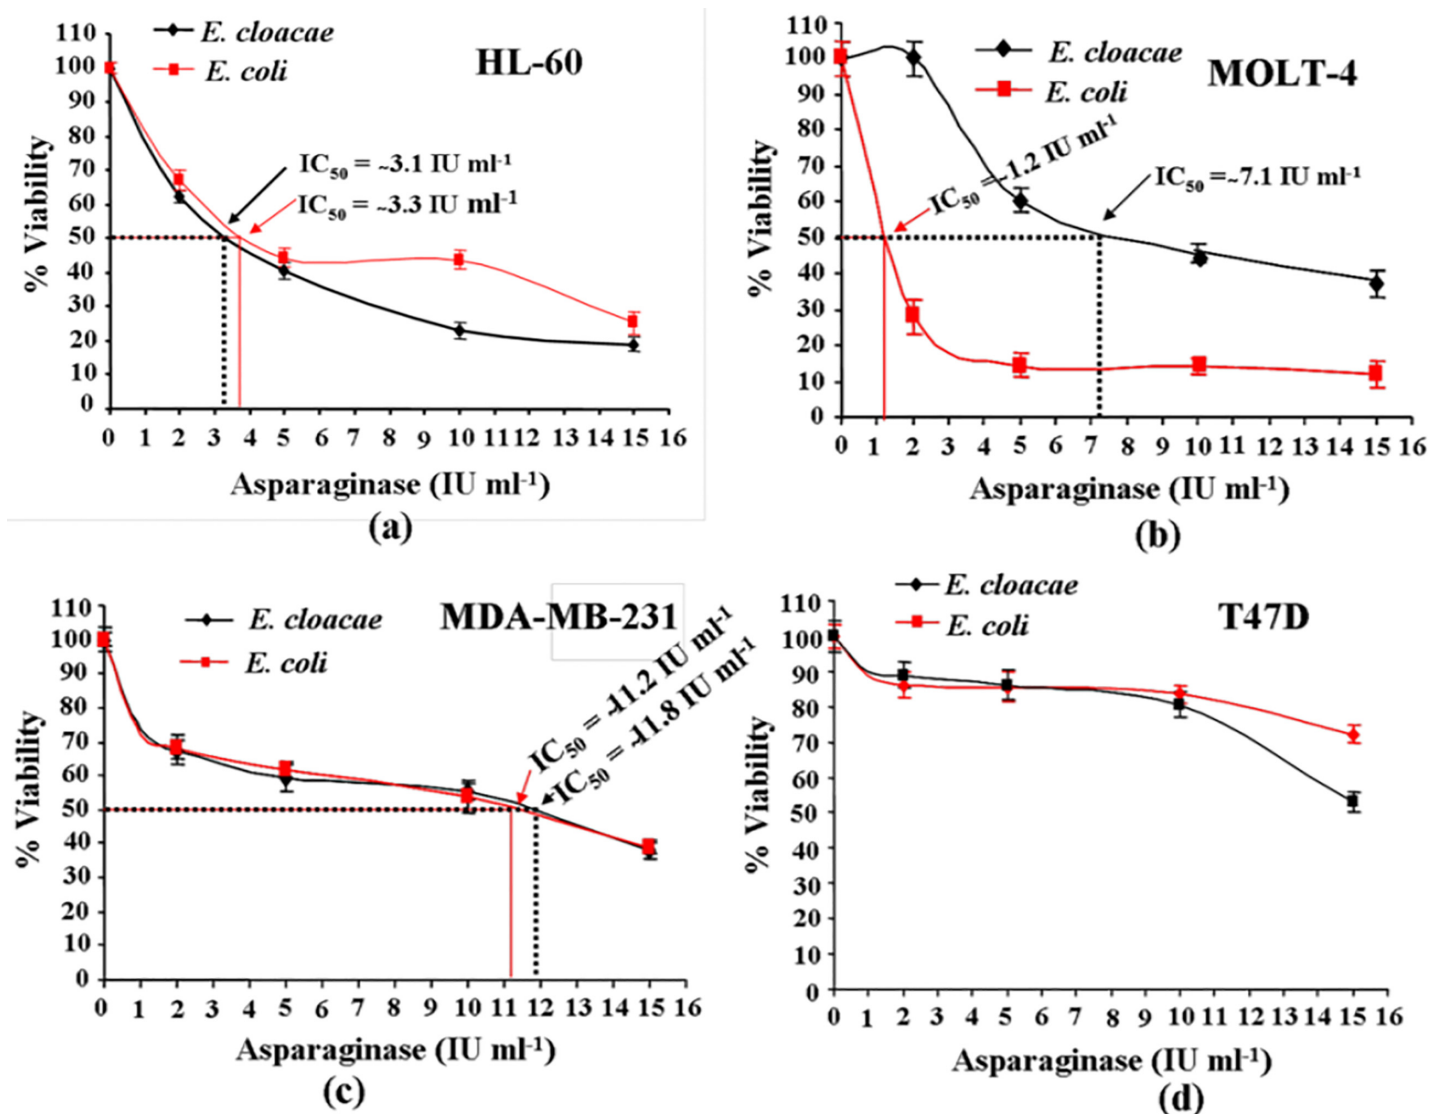 E. cloacae
E. coli
HL-60
110
100
90
80
70
60
50
40
30
20
10
0
% Viability
IC50 = ~3.1 IU ml-1
IC50 = ~3.3 IU ml-1
0 1 2 3 4 5 6 7 8 9 10 11 12 13 14 15 16
Asparaginase (IU ml-1)
(a)
E. cloacae
E. coli
MOLT-4
110
100
90
80
70
60
50
40
30
20
10
0
% Viability
IC50 =~1.2 IU ml-1
IC50 =~7.1 IU ml-1
0 1 2 3 4 5 6 7 8 9 10 11 12 13 14 15 16
Asparaginase (IU ml-1)
(b)
E. cloacae
E. coli
MDA-MB-231
110
100
90
80
70
60
50
40
30
20
10
0
% Viability
IC50 = ~11.2 IU ml-1
IC50 = ~11.8 IU ml-1
0 1 2 3 4 5 6 7 8 9 10 11 12 13 14 15 16
Asparaginase (IU ml-1)
(c)
E. cloacae
E. coli
T47D
110
100
90
80
70
60
50
40
30
20
10
0
% Viability
0 1 2 3 4 5 6 7 8 9 10 11 12 13 14 15 16
Asparaginase (IU ml-1)
(d)